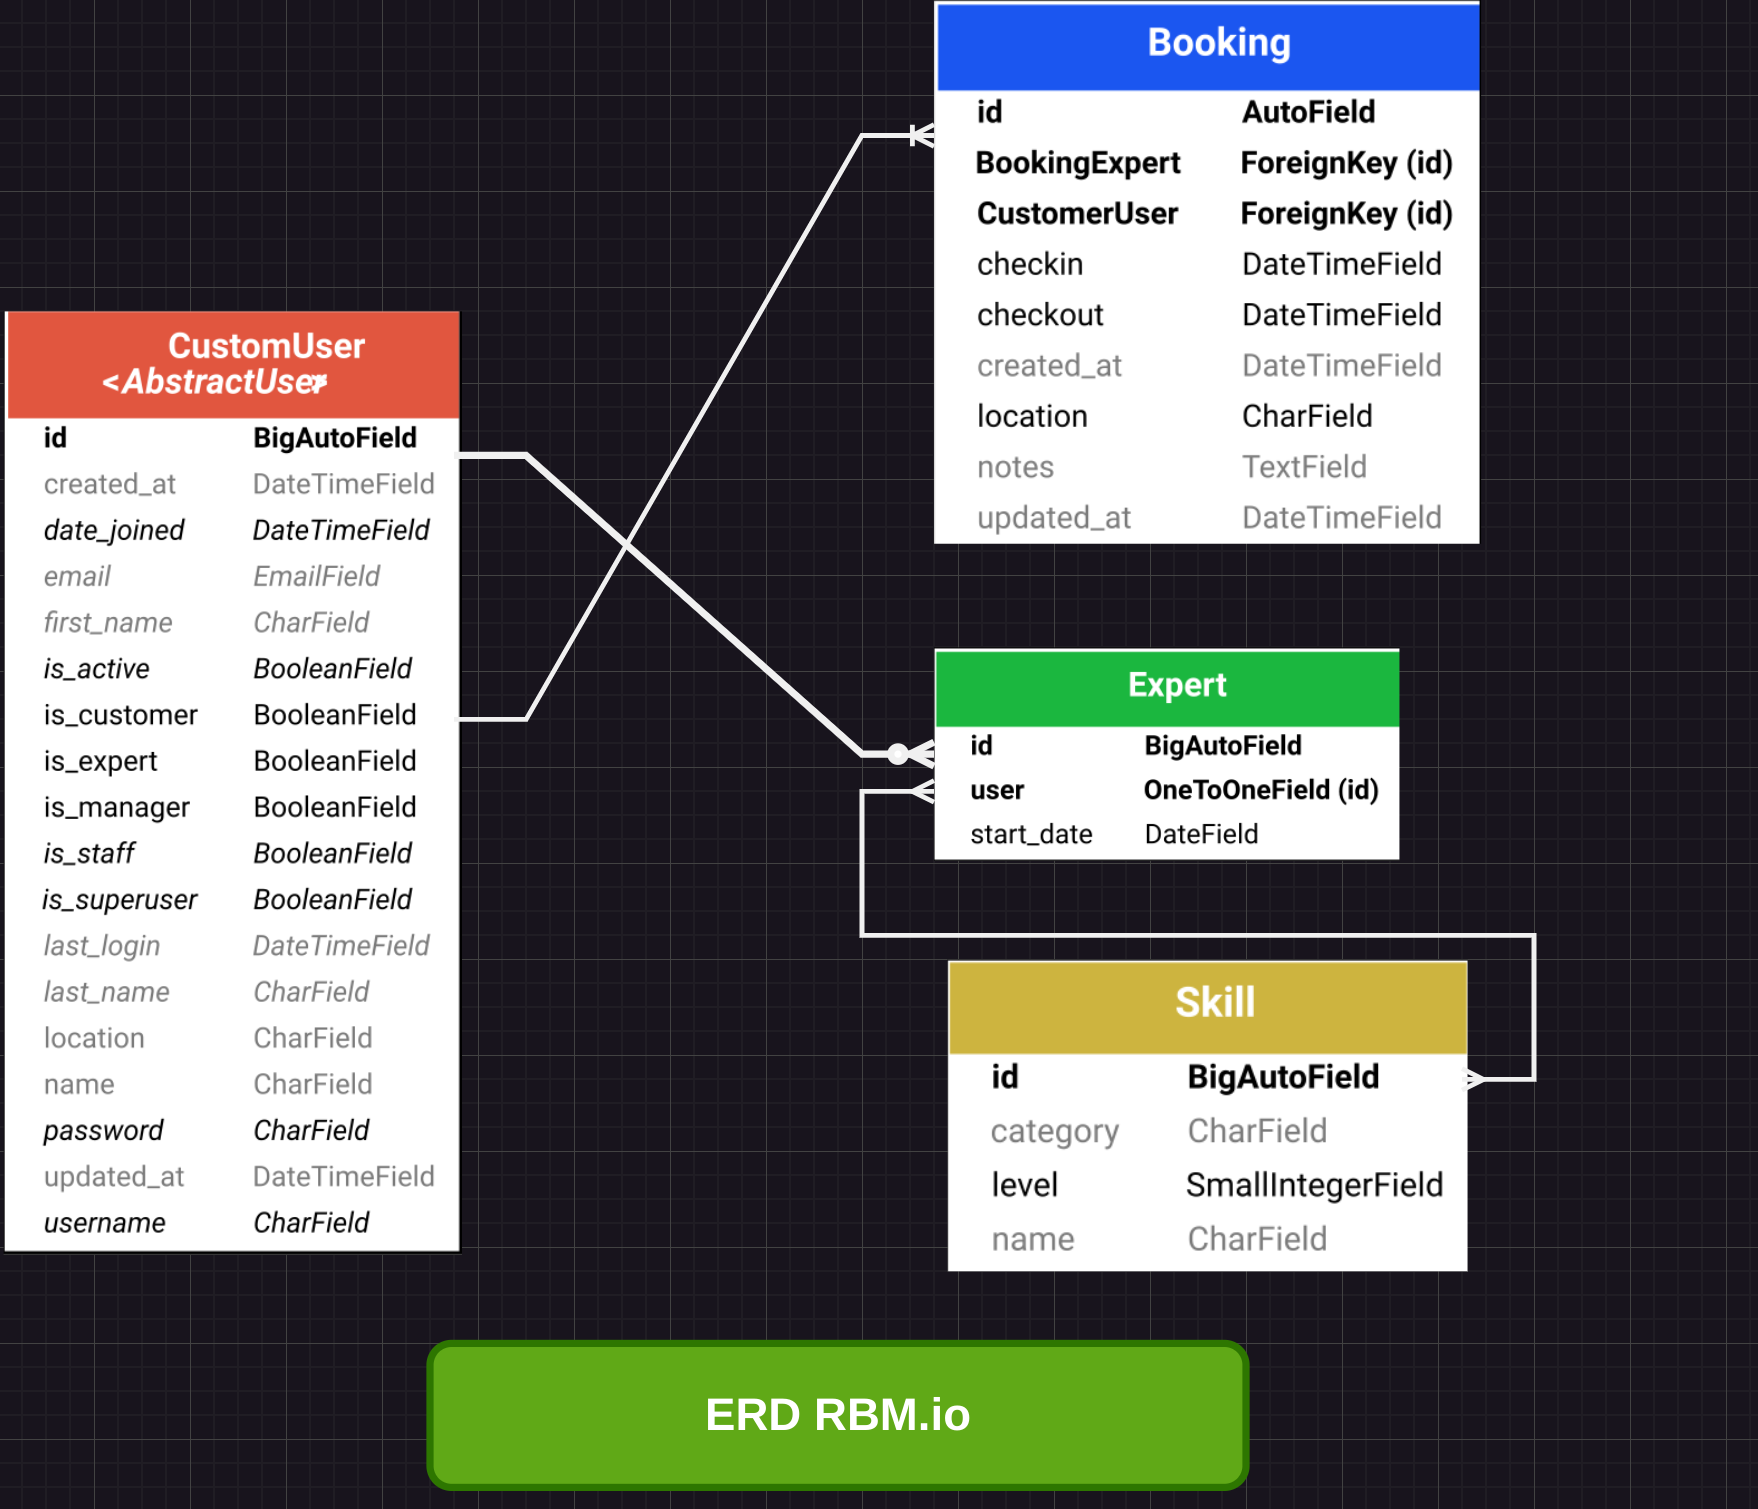 Booking
id AutoField
BookingExpert ForeignKey (id)
CustomerUser ForeignKey (id)
checkin DateTimeField
checkout DateTimeField
created_at DateTimeField
location CharField
notes TextField
updated_at DateTimeField
CustomUser
<AbstractUser>
id BigAutoField
created_at DateTimeField
date_joined DateTimeField
email EmailField
first_name CharField
is_active BooleanField
is_customer BooleanField
is_expert BooleanField
is_manager BooleanField
is_staff BooleanField
is_superuser BooleanField
last_login DateTimeField
last_name CharField
location CharField
name CharField
password CharField
updated_at DateTimeField
username CharField
Expert
id BigAutoField
user OneToOneField (id)
start_date DateField
Skill
id BigAutoField
category CharField
level SmallIntegerField
name CharField
ERD RBM.io